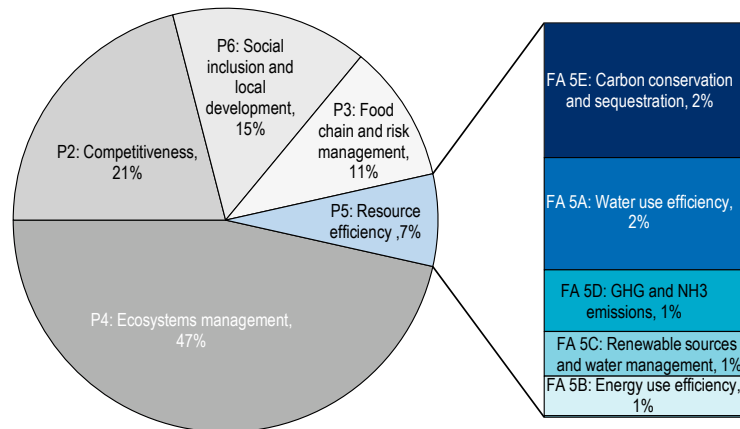 P6: Social
inclusion and
local
development,
15%
P3: Food
chain and risk
management,
11%
P2: Competitiveness,
21%
P5: Resource
efficiency ,7%
P4: Ecosystems management,
47%
FA 5E: Carbon conservation
and sequestration, 2%
FA 5A: Water use efficiency,
2%
FA 5D: GHG and NH3
emissions, 1%
FA 5C: Renewable sources
and water management, 1%
FA 5B: Energy use efficiency,
1%